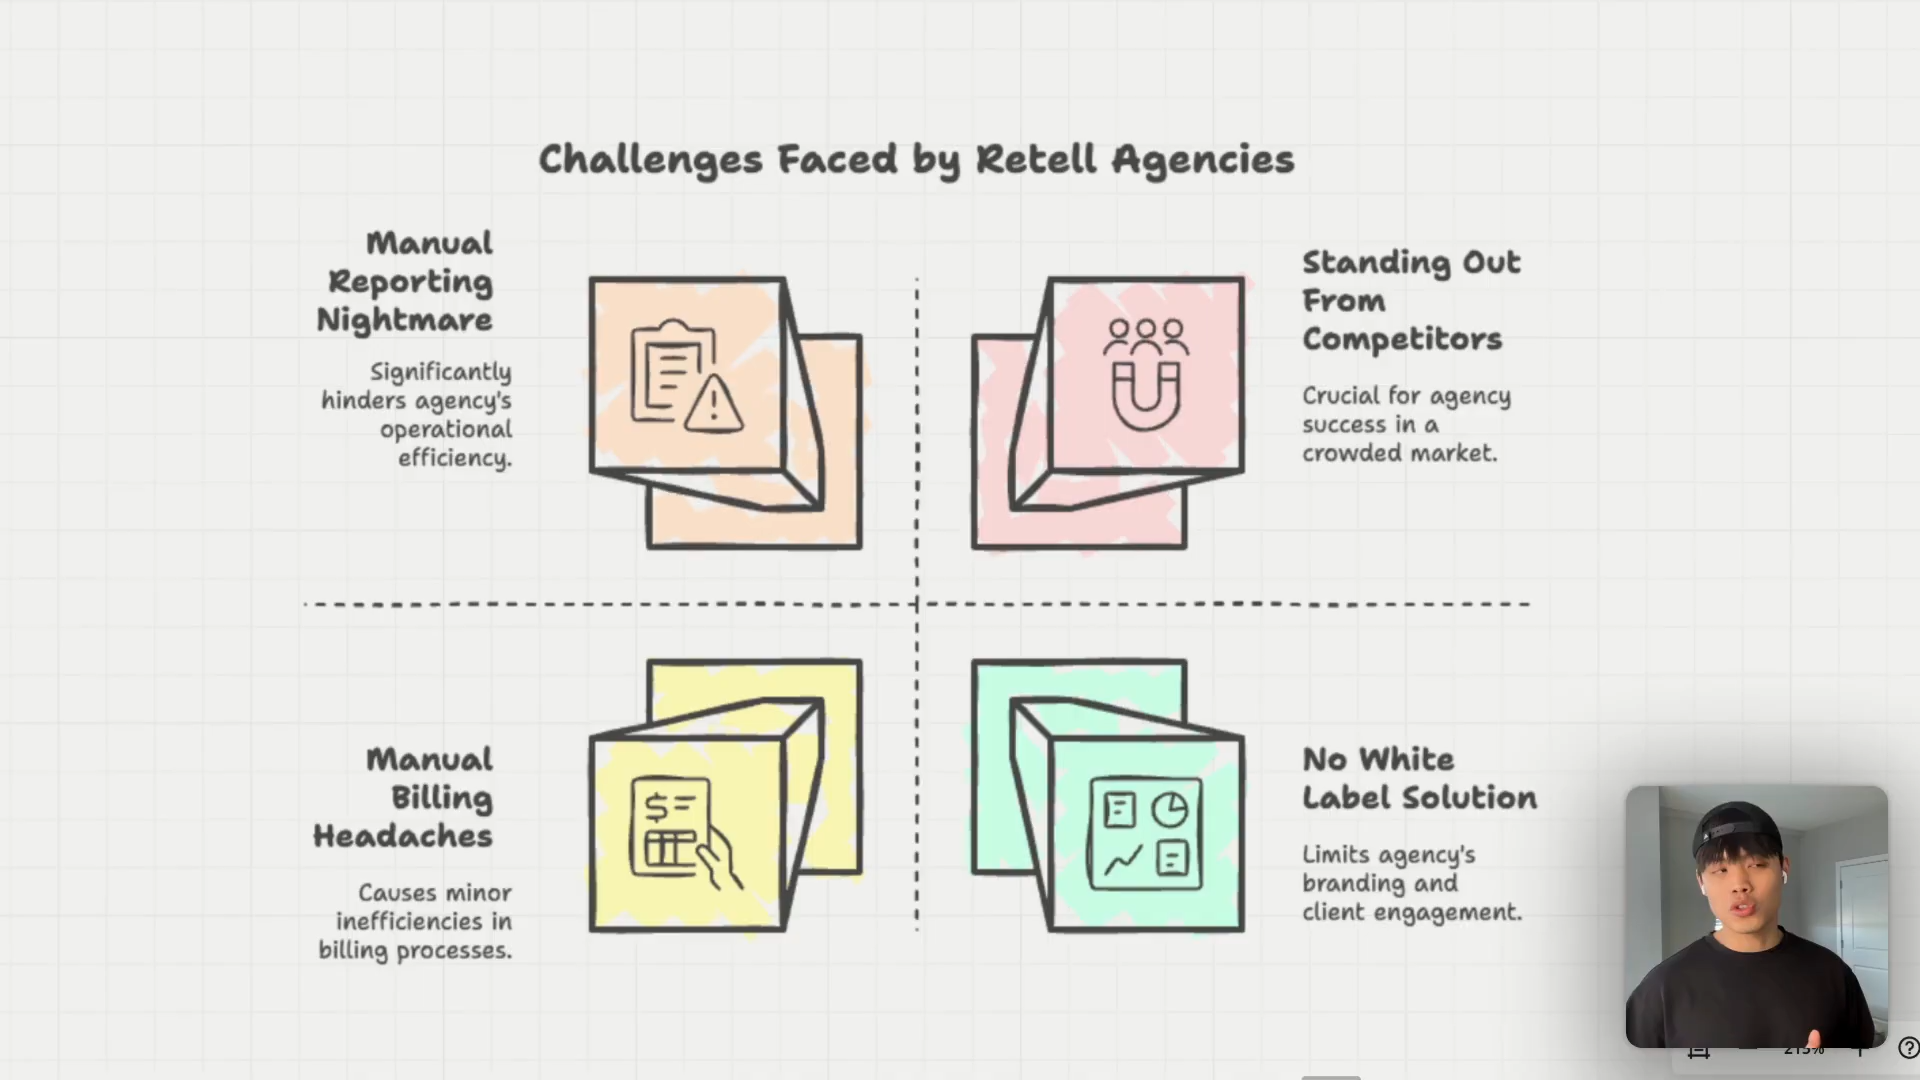 Challenges Faced by Retell Agencies
Manual
Reporting
Nightmare
Significantly
hinders agency's
operational
efficiency.
Standing Out
From
Competitors
Crucial for agency
success in a
crowded market.
Manual
Billing
Headaches
Causes minor
inefficiencies in
billing processes.
No White
Label Solution
Limits agency's
branding and
client engagement.
215%